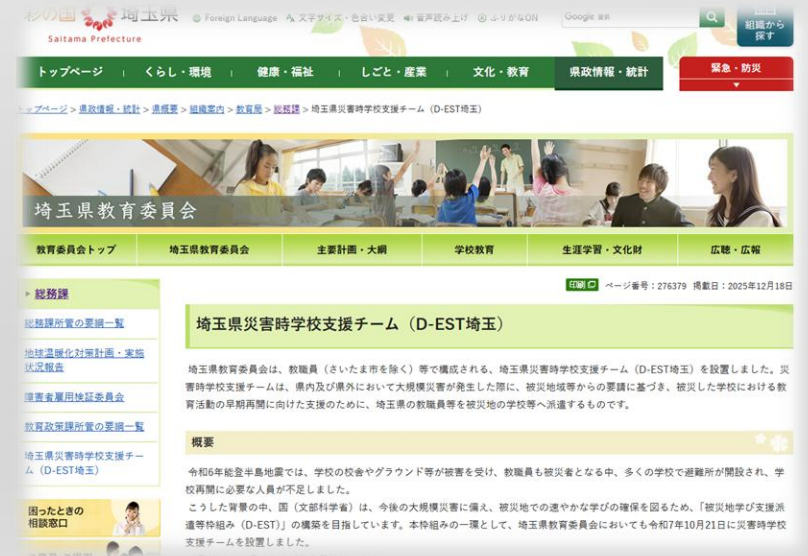 彩の国 埼玉県
Saitama Prefecture
Foreign Language 文字サイズ・色合い変更 音声読み上げ ふりがなON
Google
組織から
探す
トップページ くらし・環境 健康・福祉 しごと・産業 文化・教育 県政情報・統計 緊急・防災
トップページ > 県政情報・統計 > 県概要 > 組織案内 > 教育局 > 総務課 > 埼玉県災害時学校支援チーム(D-EST埼玉)
埼玉県教育委員会
教育委員会トップ 埼玉県教育委員会 主要計画・大綱 学校教育 生涯学習・文化財 広聴・広報
印刷 ページ番号:276379 掲載日:2025年12月18日
総務課
総務課所管の要綱一覧
地球温暖化対策計画・実施
状況報告
障害者雇用検証委員会
教育政策課所管の要綱一覧
埼玉県災害時学校支援チー
ム(D-EST埼玉)
困ったときの
相談窓口
埼玉県災害時学校支援チーム(D-EST埼玉)
埼玉県教育委員会は、教職員(さいたま市を除く)等で構成される、埼玉県災害時学校支援チーム(D-EST埼玉)を設置しました。災
害時学校支援チームは、県内及び県外において大規模災害が発生した際に、被災地域等からの要請に基づき、被災した学校における教
育活動の早期再開に向けた支援のために、埼玉県の教職員等を被災地の学校等へ派遣するものです。
概要
令和6年能登半島地震では、学校の校舎やグラウンド等が被害を受け、教職員も被災者となる中、多くの学校で避難所が開設され、学
校再開に必要な人員が不足しました。
こうした背景の中、国(文部科学省)は、今後の大規模災害に備え、被災地での速やかな学びの確保を図るため、「被災地学び支援派
遣等枠組み(D-EST)」の構築を目指しています。本枠組みの一環として、埼玉県教育委員会においても令和7年10月21日に災害時学校
支援チームを設置しました。